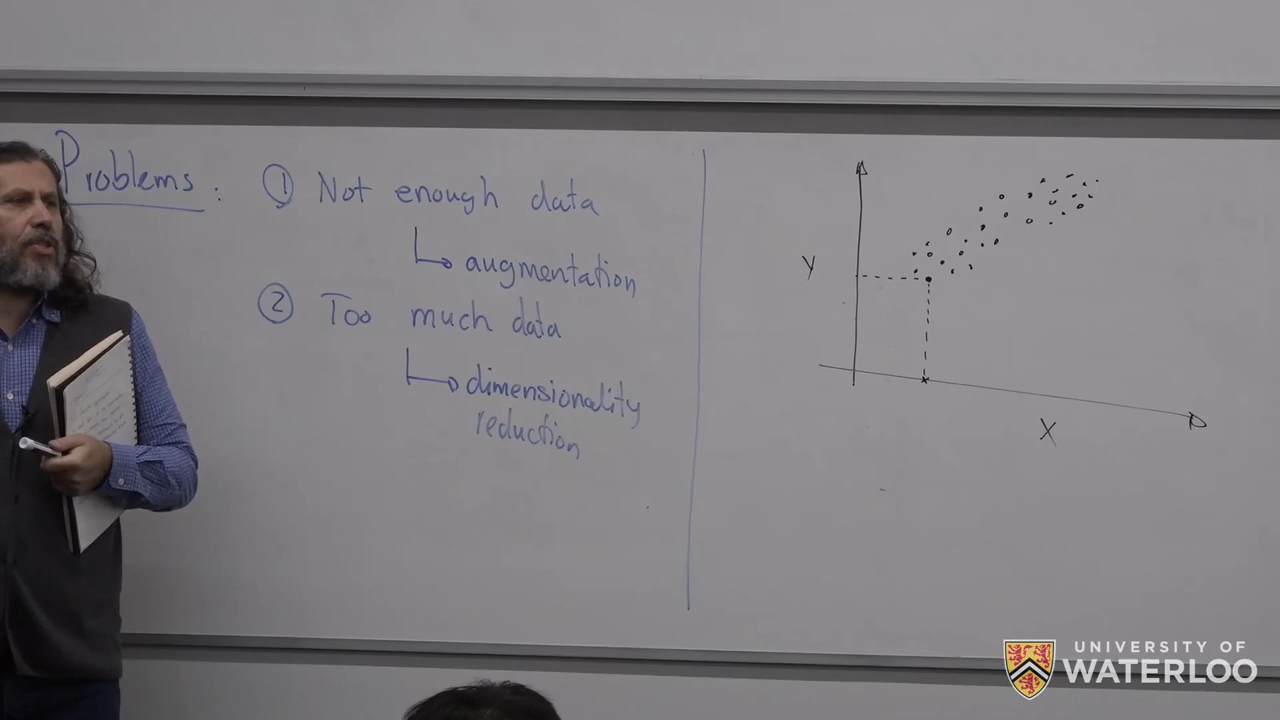 Problems : ① Not enough data
↳ augmentation
② Too much data
↳ dimensionality
reduction
y
X
UNIVERSITY OF
WATERLOO